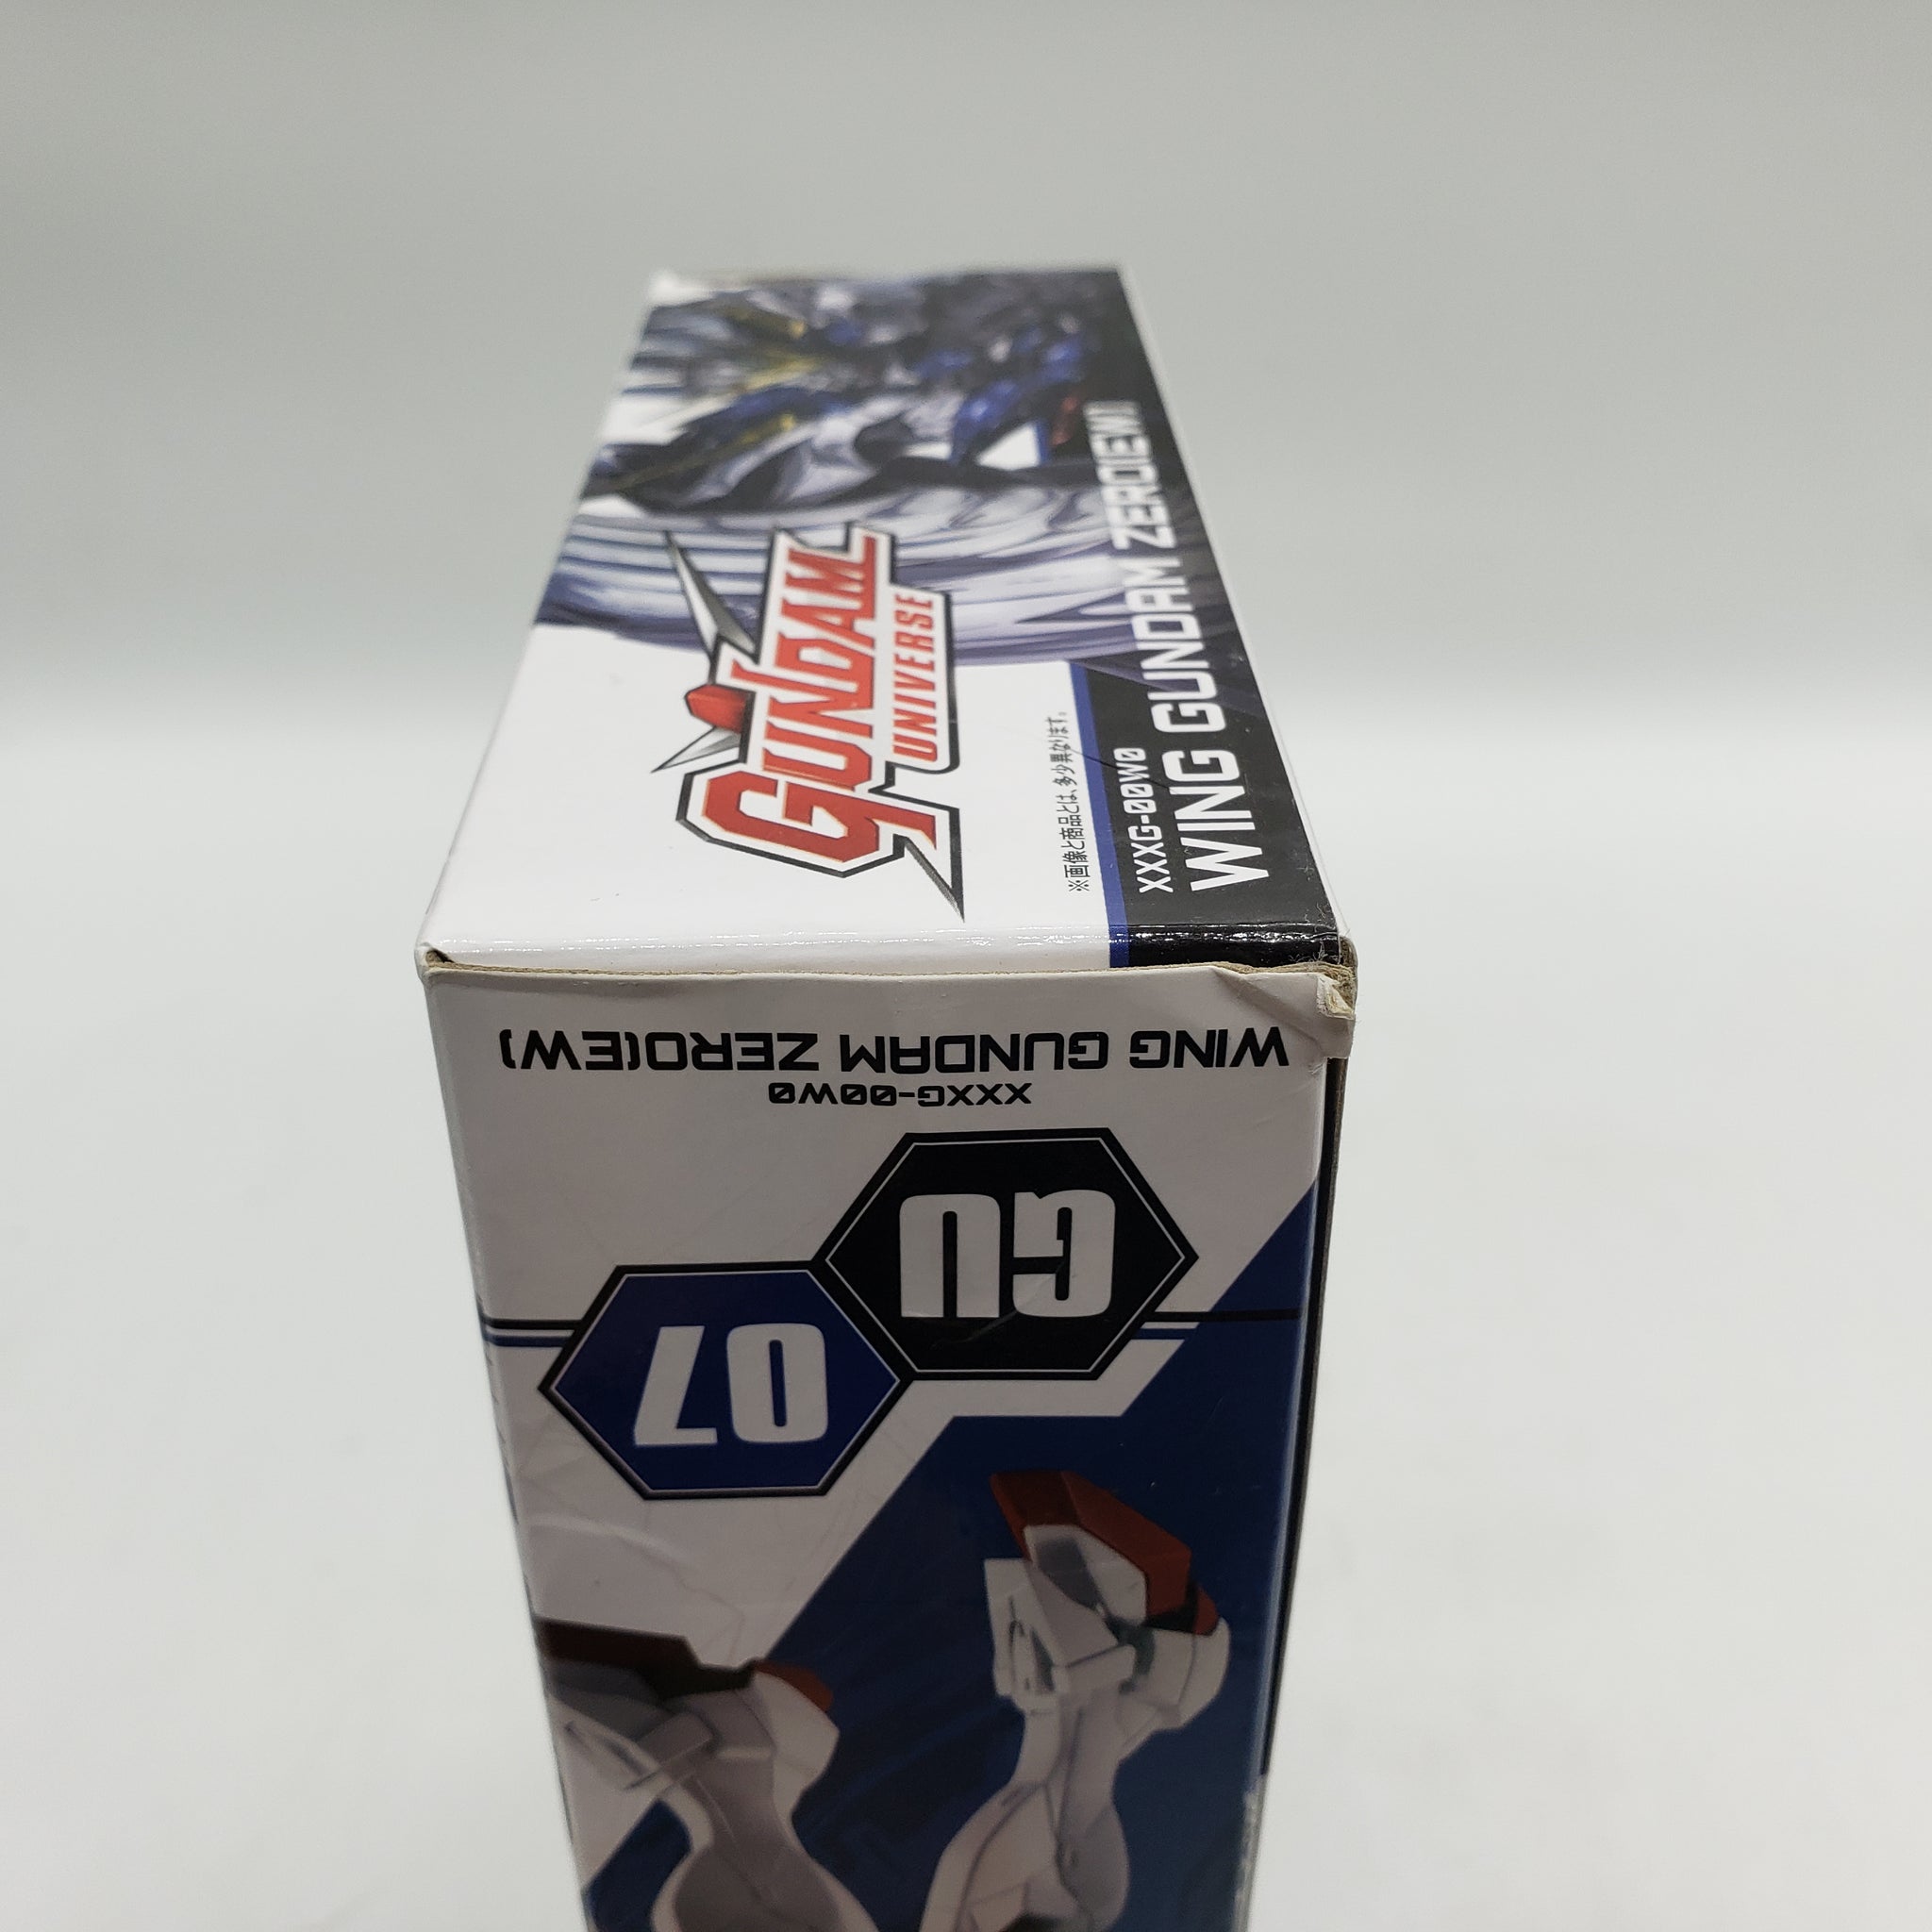 GUNDAM
UNIVERSE
※画像と商品とは、多少異なります。
XXXG-00W0
WING GUNDAM ZERO(EW)
GU
07
XXXG-00W0
WING GUNDAM ZERO(EW)